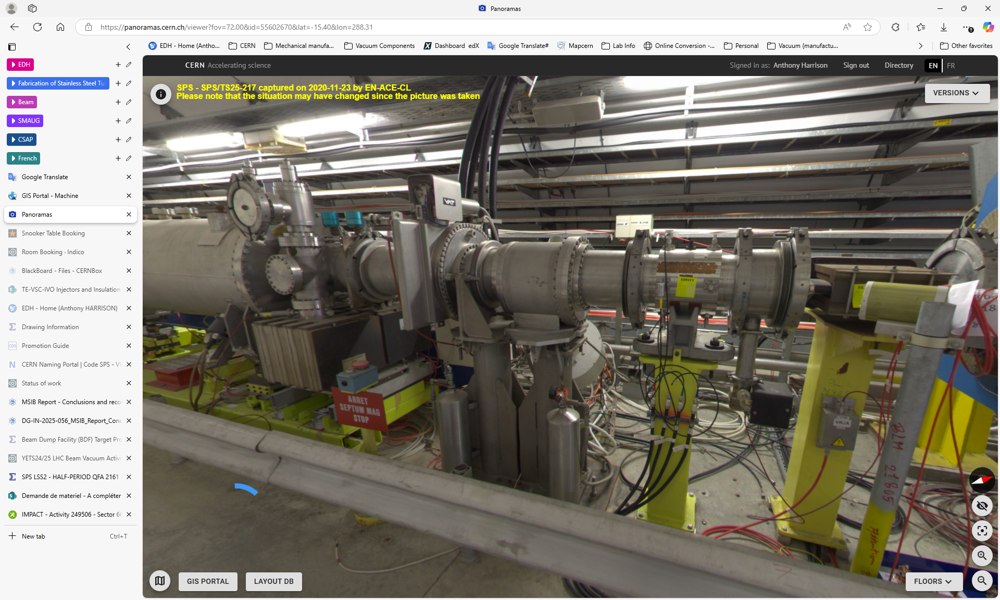 Panoramas
https://panoramas.cern.ch/viewer?fov=72.00&id=55602670&lat=-15.40&lon=288.31
EDH - Home (Antho...
CERN
Mechanical manufa...
Vacuum Components
Dashboard edX
Google Translate#
Mapcern
Lab Info
Online Conversion -...
Personal
Vacuum (manufactu...
Other favorites
EDH
Fabrication of Stainless Steel Tu
Beam
SMAUG
CSAP
French
Google Translate
GIS Portal - Machine
Panoramas
Snooker Table Booking
Room Booking · Indico
BlackBoard - Files - CERNBox
TE-VSC-IVO Injectors and Insulation
EDH - Home (Anthony HARRISON)
Drawing Information
Promotion Guide
CERN Naming Portal | Code SPS - VV
Status of work
MSIB Report - Conclusions and reco
DG-IN-2025-056_MSIB_Report_Conc
Beam Dump Facility (BDF) Target Pro
YETS24/25 LHC Beam Vacuum Activi
SPS LSS2 - HALF-PERIOD QFA 2161 -
Demande de materiel - A compléter
IMPACT - Activity 249506 - Sector 66
New tab
Ctrl+T
CERN Accelerating science
Signed in as: Anthony Harrison
Sign out
Directory
EN
FR
SPS - SPS/TS25-217 captured on 2020-11-23 by EN-ACE-CL
Please note that the situation may have changed since the picture was taken
VERSIONS
VAT
SURVEY
ARRET
SEPTUM MAG
STOP
VRJA
BLM 21805
GIS PORTAL
LAYOUT DB
FLOORS